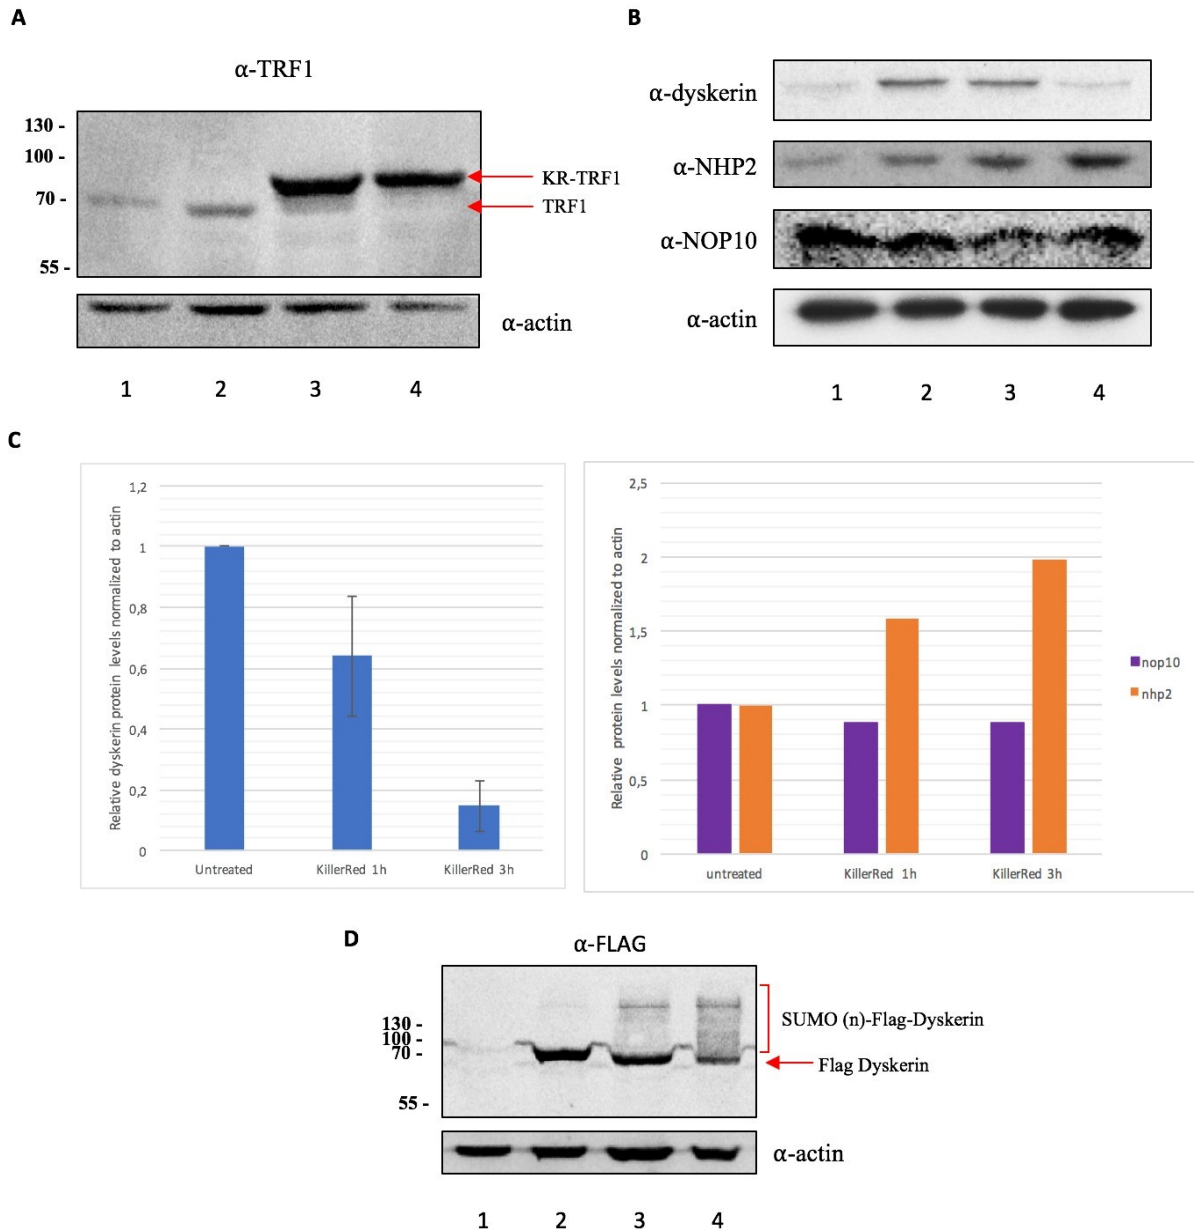 A
α-TRF1
130 -
100 -
70 -
55 -
KR-TRF1
TRF1
α-actin
1 2 3 4
B
α-dyskerin
α-NHP2
α-NOP10
α-actin
1 2 3 4
C
Relative dyskerin protein levels normalized to actin
1,2
1
0,8
0,6
0,4
0,2
0
Untreated KillerRed 1h KillerRed 3h
Relative protein levels normalized to actin
2,5
2
1,5
1
0,5
0
untreated KillerRed 1h KillerRed 3h
nop10
nhp2
D
α-FLAG
130 -
100 -
70 -
55 -
SUMO (n)-Flag-Dyskerin
Flag Dyskerin
α-actin
1 2 3 4